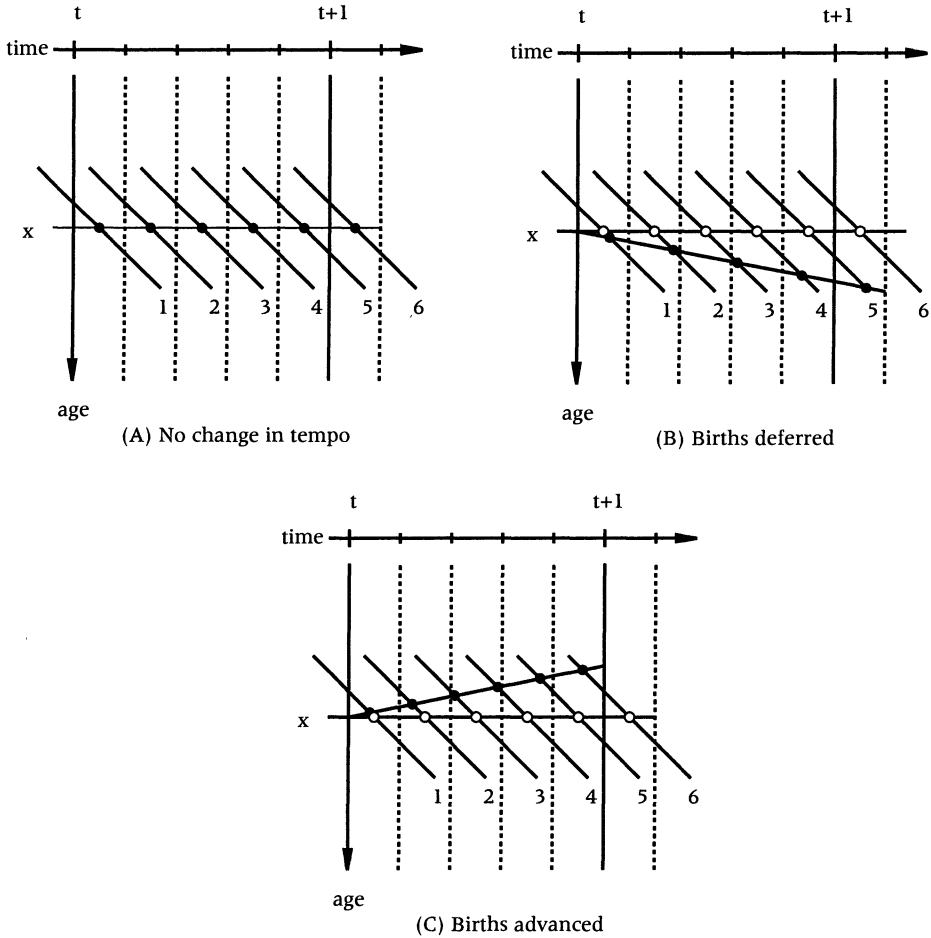 t t+1
time
x
1 2 3 4 5 6
age
(A) No change in tempo
t t+1
time
x
1 2 3 4 5 6
age
(B) Births deferred
t t+1
time
x
1 2 3 4 5 6
age
(C) Births advanced